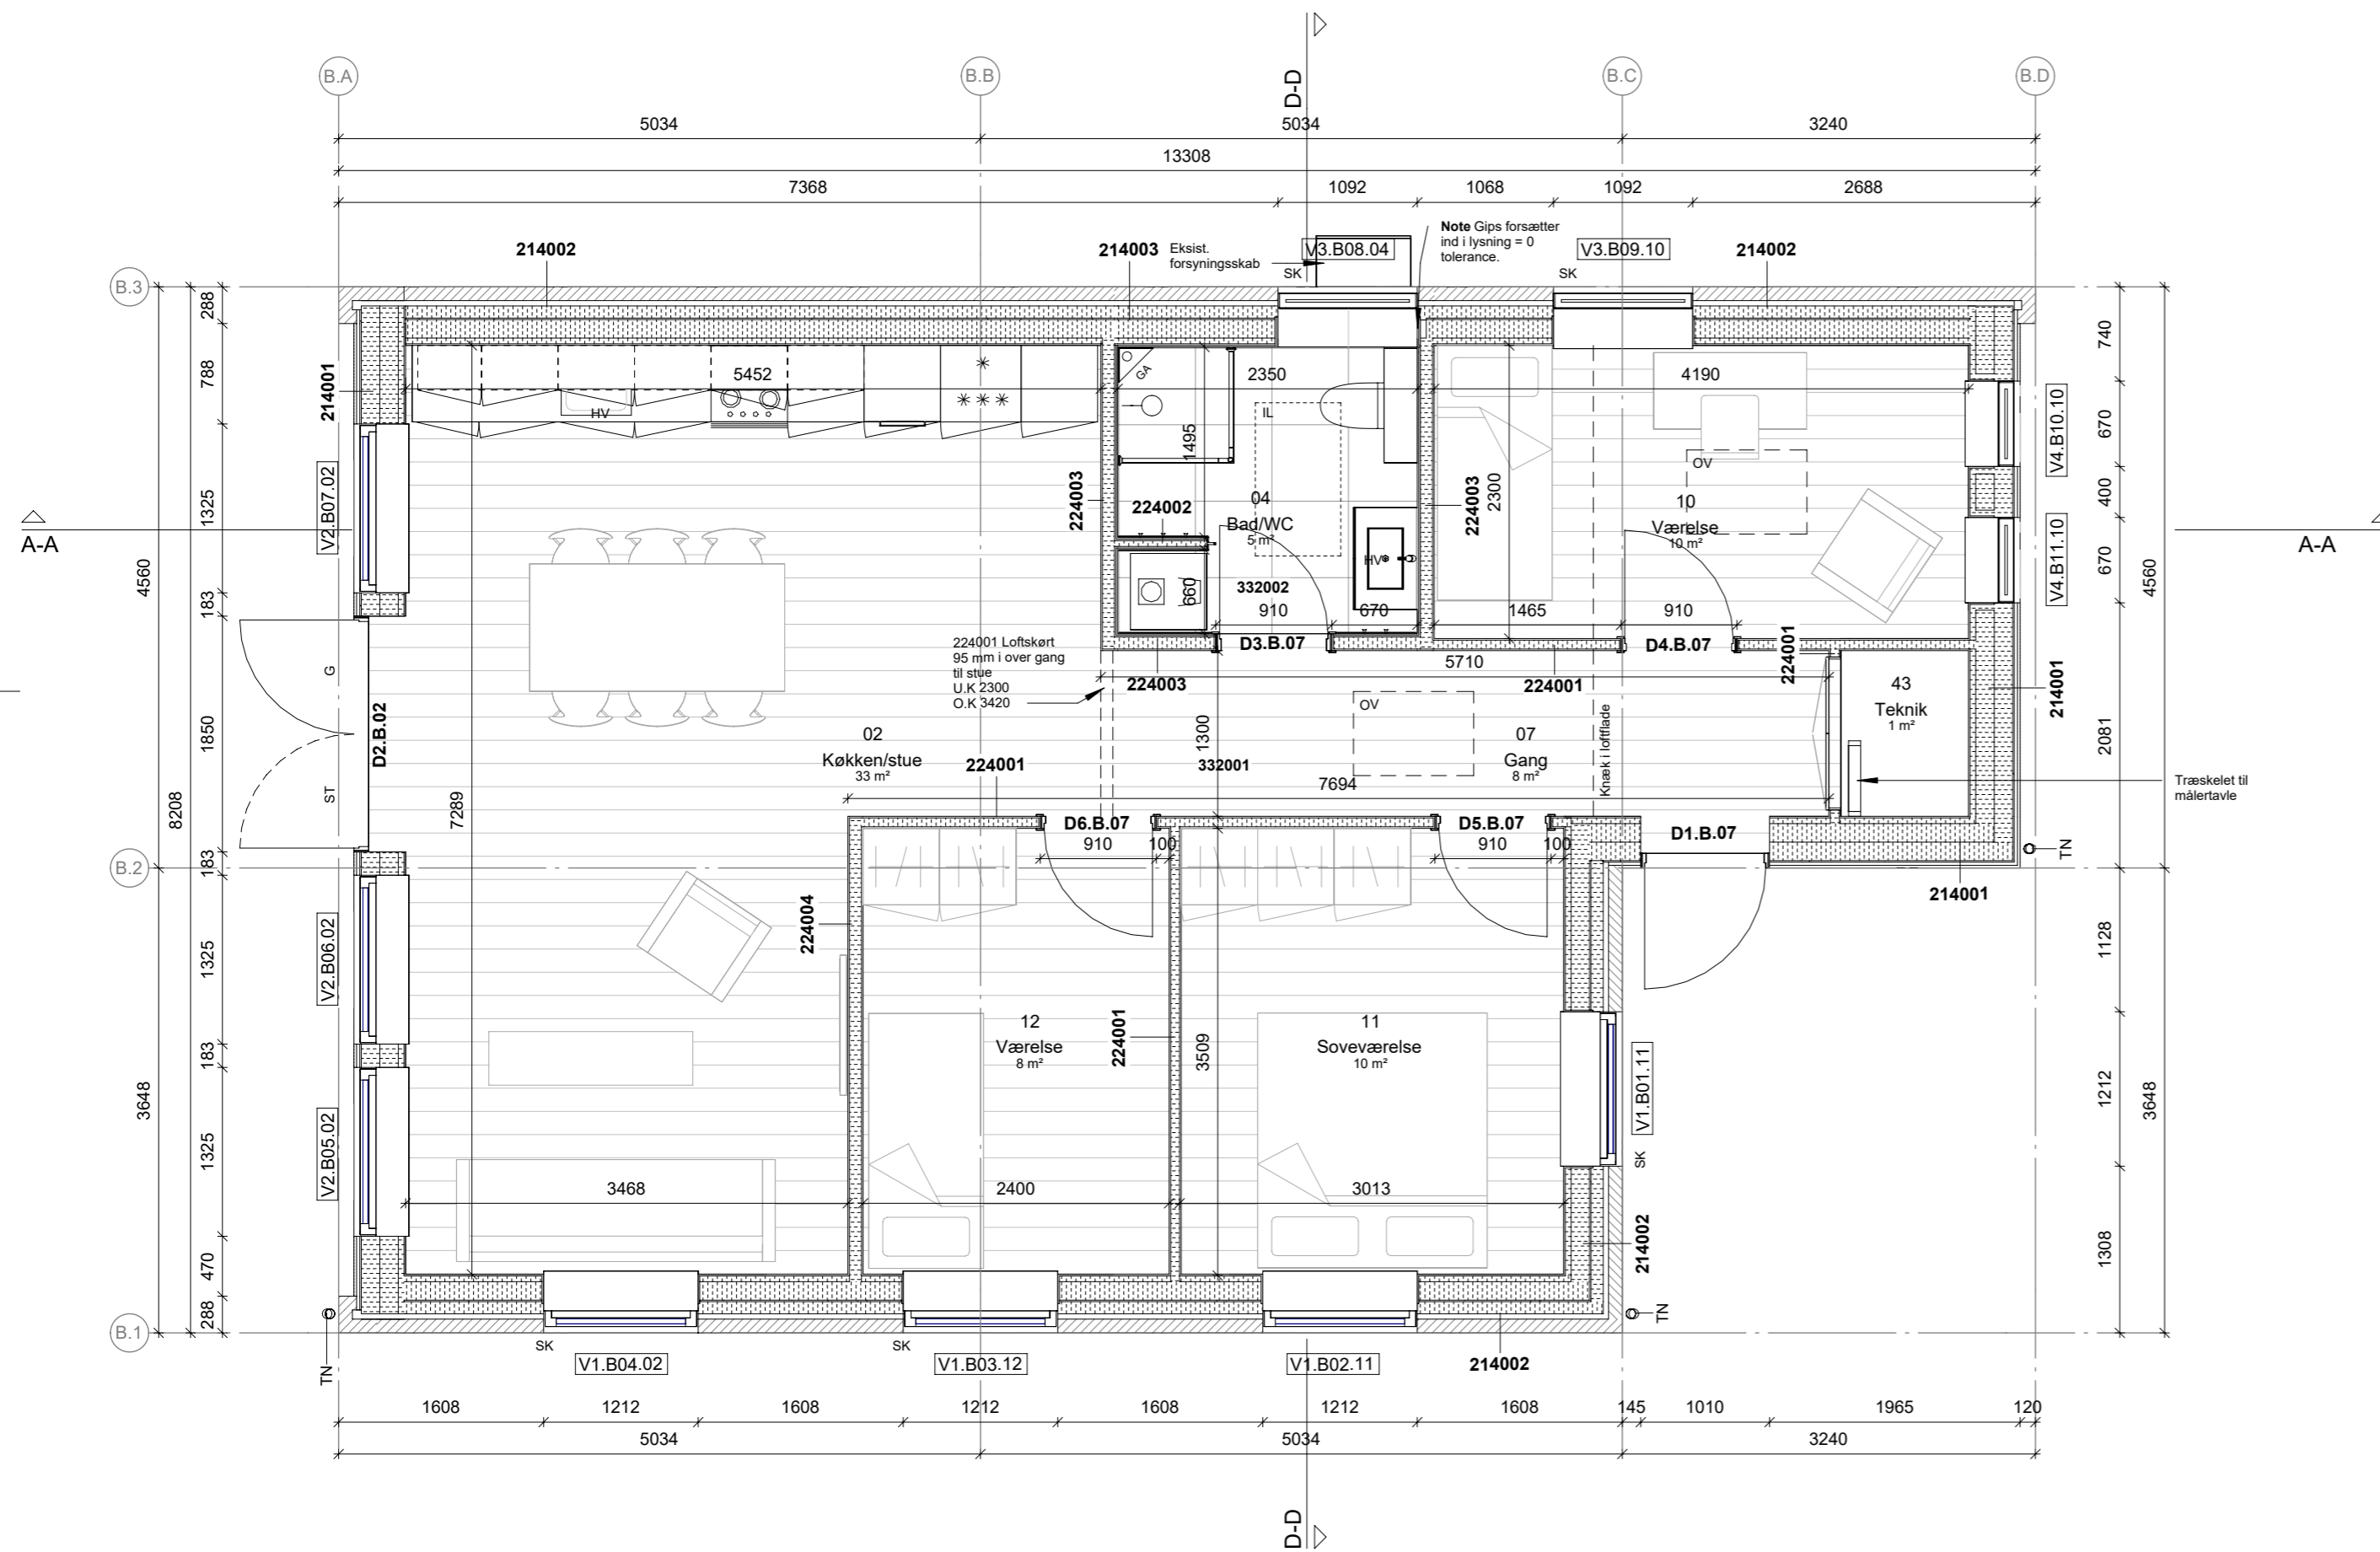 B.A
B.B
D-D
B.C
B.D
5034
5034
3240
13308
7368
1092
1068
1092
2688
214002
214003
Eksist.
forsyningsskab
V3.B08.04
SK
Note Gips forsætter
ind i lysning = 0
tolerance.
V3.B09.10
SK
214002
B.3
288
740
788
214001
5452
HV
GA
2350
IL
4190
670
V4.B10.10
1495
224003
224002
04
Bad/WC
5 m²
224003
2300
OV
10
Værelse
10 m²
400
V2.B07.02
1325
A-A
A-A
4560
183
660
332002
HV
910
670
1465
910
670
V4.B11.10
4560
D3.B.07
D4.B.07
224001
G
224001 Loftskørt
95 mm i over gang
til stue
U.K 2300
O.K 3420
224003
5710
224001
43
Teknik
1 m²
214001
D2.B.02
1850
02
Køkken/stue
33 m²
224001
1300
332001
OV
07
Gang
8 m²
Knæk i loftflade
2081
7694
Træskelet til
målertavle
ST
8208
7289
D6.B.07
910
100
D5.B.07
910
100
D1.B.07
TN
B.2
183
214001
224004
V2.B06.02
1325
1128
183
12
Værelse
8 m²
224001
3509
11
Soveværelse
10 m²
V1.B01.11
SK
1212
3648
3648
V2.B05.02
1325
3468
2400
3013
214002
1308
470
288
B.1
TN
TN
SK
V1.B04.02
SK
V1.B03.12
V1.B02.11
214002
1608
1212
1608
1212
1608
1212
1608
145
1010
1965
120
5034
5034
3240
D-D